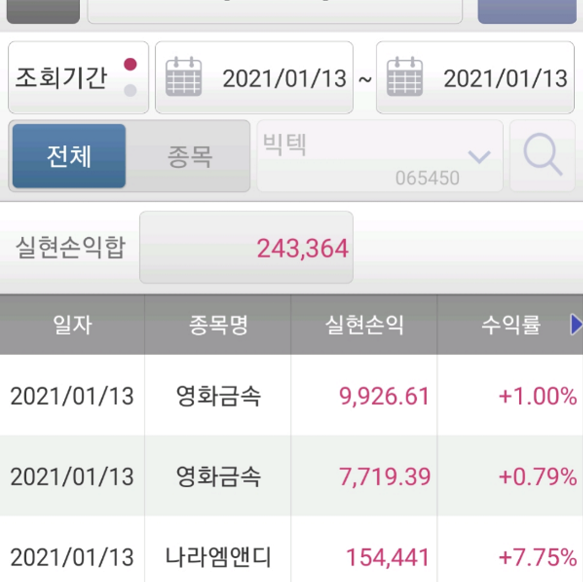 조회기간 2021/01/13 ~ 2021/01/13
전체 종목 빅텍 065450
실현손익합 243,364
일자 종목명 실현손익 수익률
2021/01/13 영화금속 9,926.61 +1.00%
2021/01/13 영화금속 7,719.39 +0.79%
2021/01/13 나라엠앤디 154,441 +7.75%